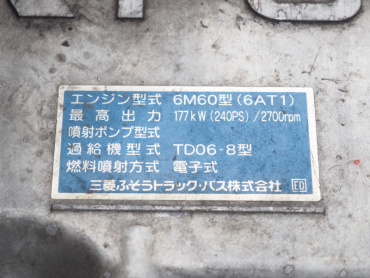 エンジン型式 6M60型(6AT1)
最高出力 177kW(240PS)/2700rpm
噴射ポンプ型式
過給機型式 TD06-8型
燃料噴射方式 電子式
三菱ふそうトラック・バス株式会社 ED